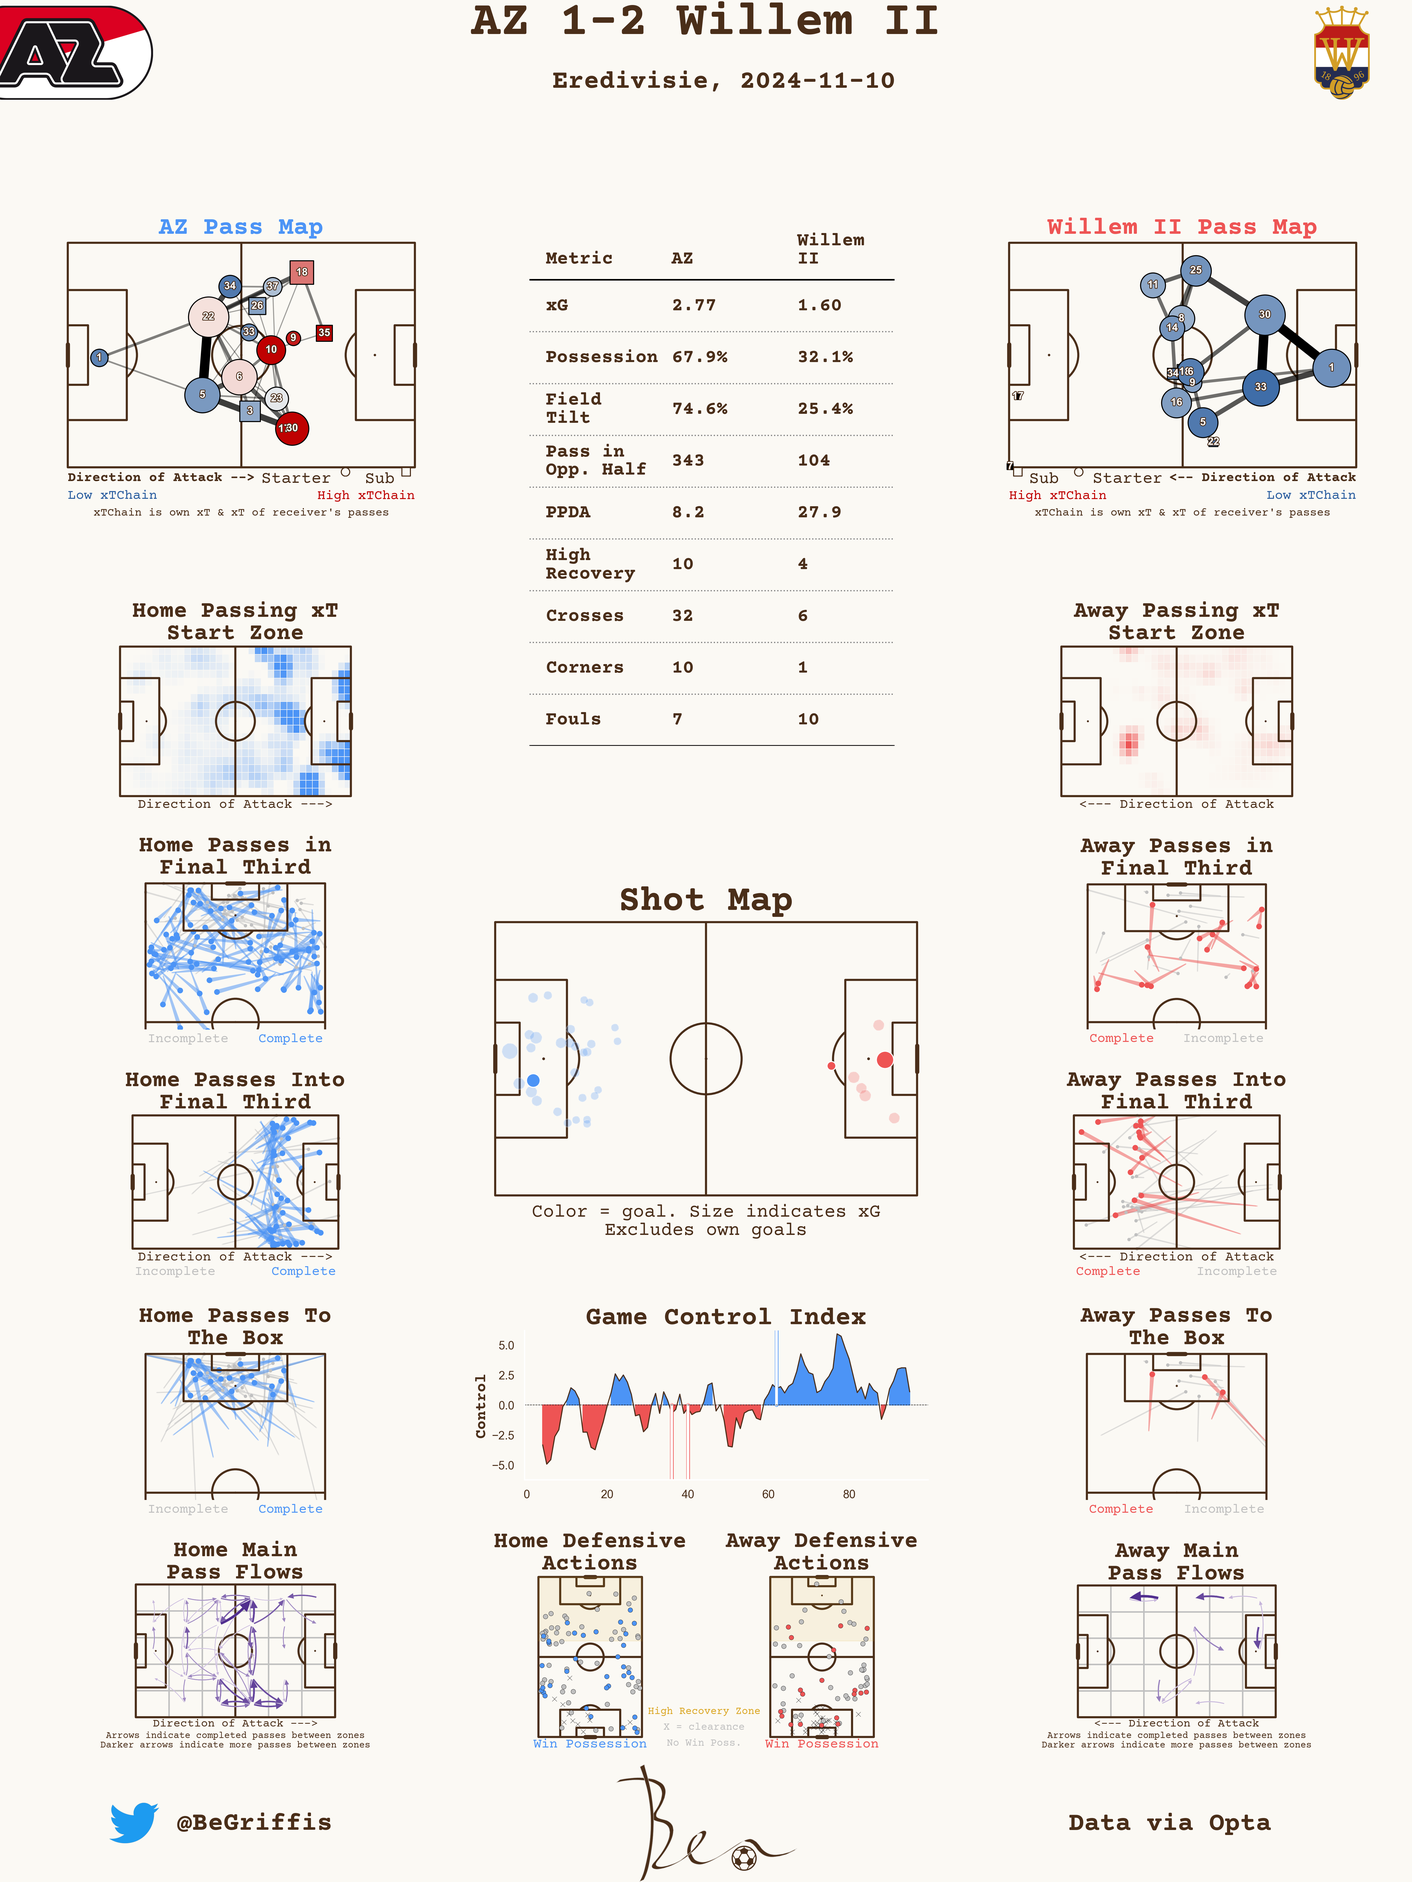 AZ 1-2 Willem II
Eredivisie, 2024-11-10
AZ
W
18 96
AZ Pass Map
34 37 18
26
22
33 9 35
1
10
6
5
23
3
30
Direction of Attack --> Starter Sub
Low xTChain High xTChain
xTChain is own xT & xT of receiver's passes
Metric AZ Willem
II
xG 2.77 1.60
Possession 67.9% 32.1%
Field
Tilt 74.6% 25.4%
Pass in
Opp. Half 343 104
PPDA 8.2 27.9
High
Recovery 10 4
Crosses 32 6
Corners 10 1
Fouls 7 10
Willem II Pass Map
25
11
30
8
14
1
34 6
9
33
17
16
5
22
7
Sub Starter <-- Direction of Attack
High xTChain Low xTChain
xTChain is own xT & xT of receiver's passes
Home Passing xT
Start Zone
Direction of Attack --->
Away Passing xT
Start Zone
<--- Direction of Attack
Home Passes in
Final Third
Incomplete Complete
Shot Map
Color = goal. Size indicates xG
Excludes own goals
Away Passes in
Final Third
Complete Incomplete
Home Passes Into
Final Third
Direction of Attack --->
Incomplete Complete
Away Passes Into
Final Third
<--- Direction of Attack
Complete Incomplete
Home Passes To
The Box
Incomplete Complete
Game Control Index
Control
5.0
2.5
0.0
−2.5
−5.0
0 20 40 60 80
Away Passes To
The Box
Complete Incomplete
Home Main
Pass Flows
Direction of Attack --->
Arrows indicate completed passes between zones
Darker arrows indicate more passes between zones
Home Defensive
Actions
Win Possession
Away Defensive
Actions
Win Possession
High Recovery Zone
X = clearance
No Win Poss.
Away Main
Pass Flows
<--- Direction of Attack
Arrows indicate completed passes between zones
Darker arrows indicate more passes between zones
@BeGriffis
Ben
Data via Opta